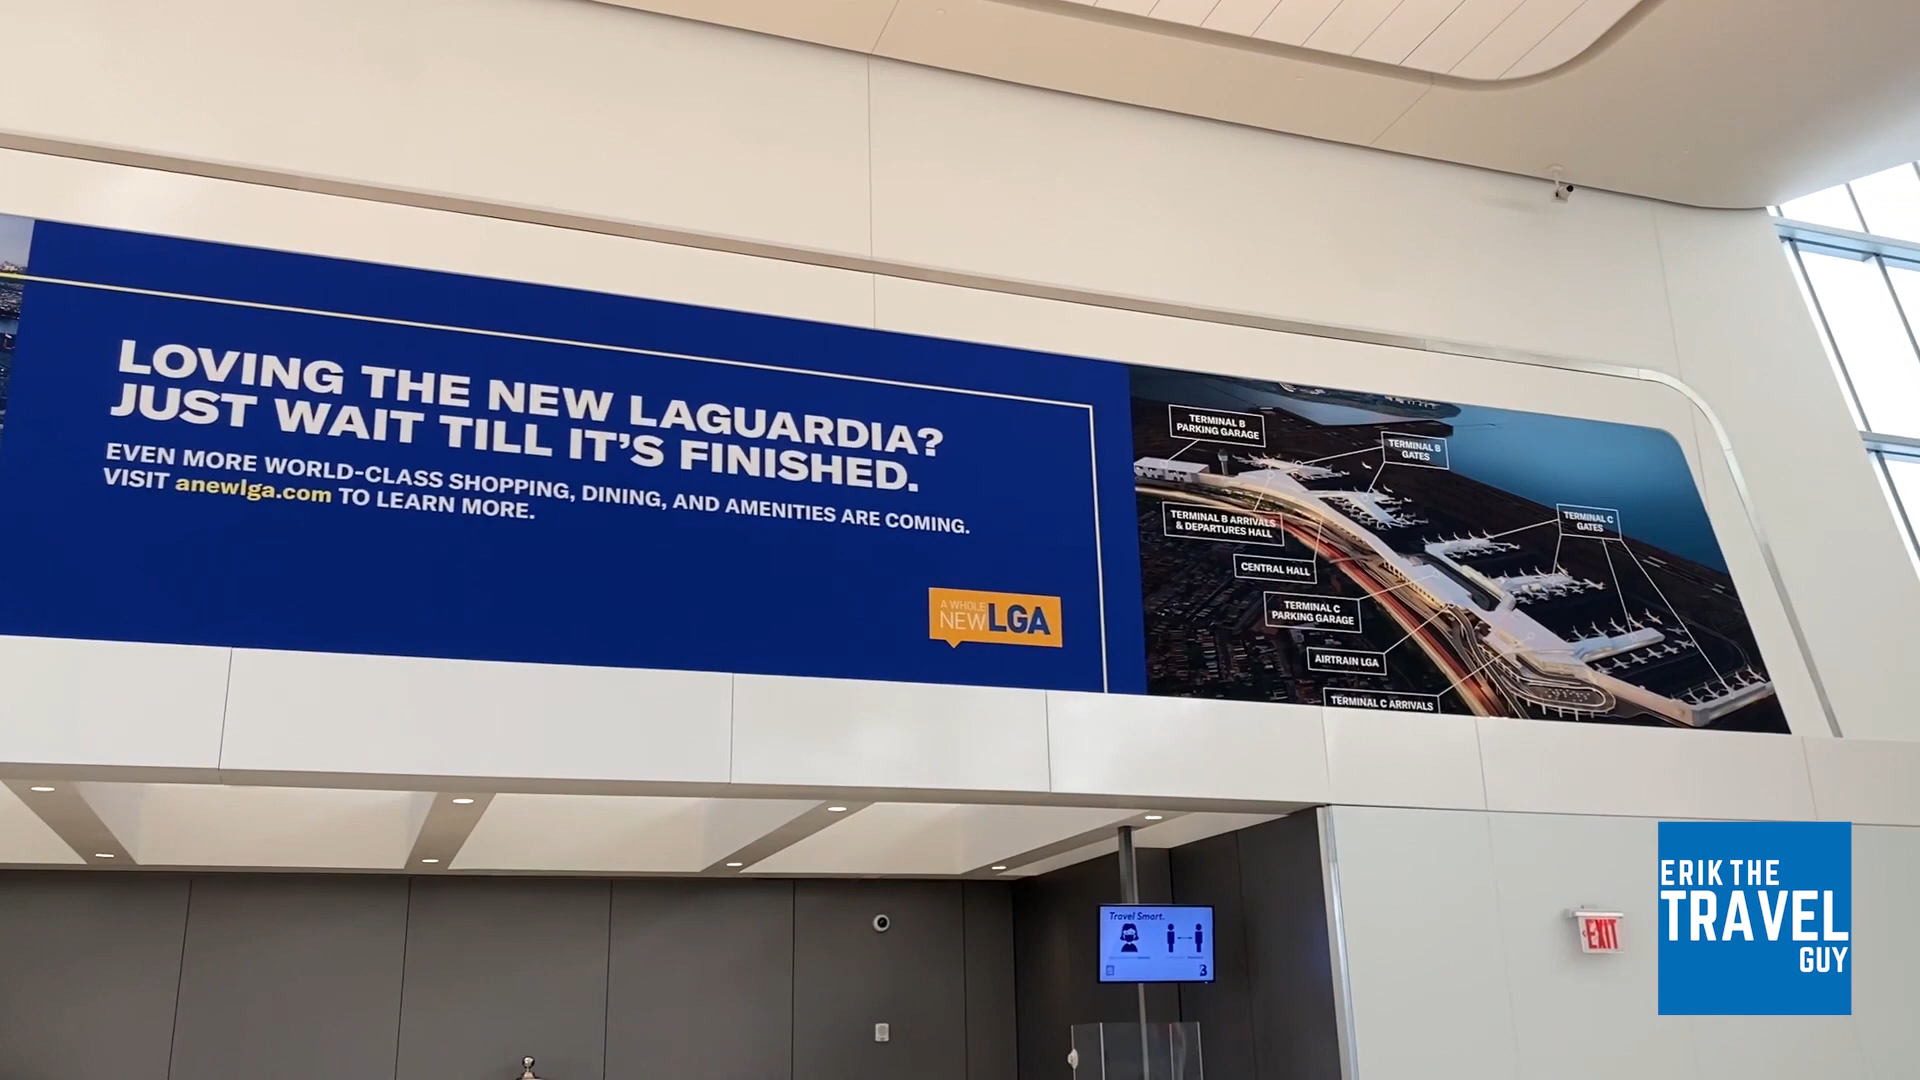 LOVING THE NEW LAGUARDIA?
JUST WAIT TILL IT'S FINISHED.
EVEN MORE WORLD-CLASS SHOPPING, DINING, AND AMENITIES ARE COMING.
VISIT anewlga.com TO LEARN MORE.
A WHOLE
NEW LGA
TERMINAL B
PARKING GARAGE
TERMINAL B
GATES
TERMINAL B ARRIVALS
& DEPARTURES HALL
TERMINAL C
GATES
CENTRAL HALL
TERMINAL C
PARKING GARAGE
AIRTRAIN LGA
TERMINAL C ARRIVALS
Travel Smart.
B
EXIT
ERIK THE
TRAVEL
GUY